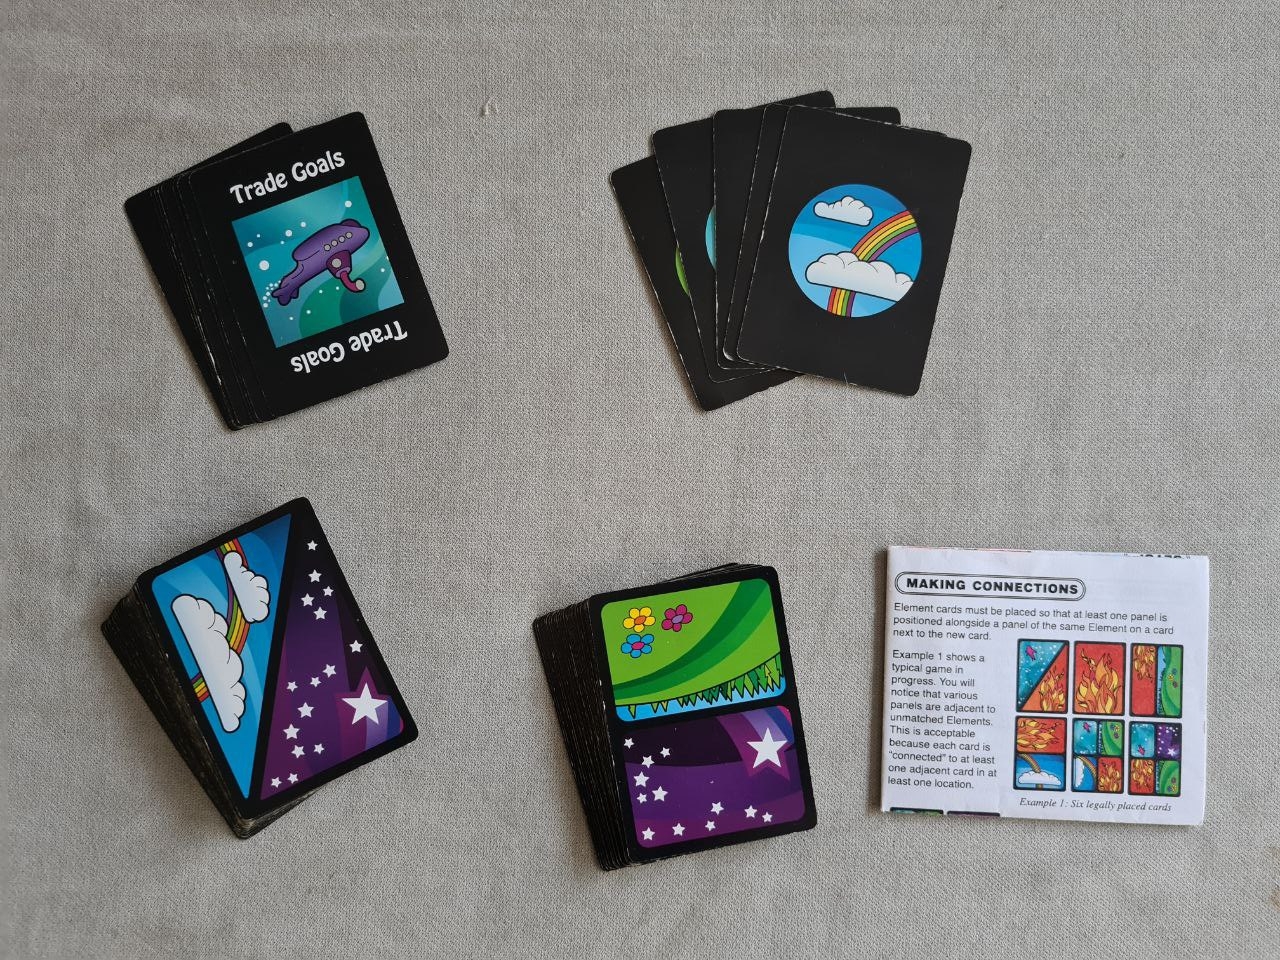 Trade Goals
Trade Goals
MAKING CONNECTIONS
Element cards must be placed so that at least one panel is
positioned alongside a panel of the same Element on a card
next to the new card.
Example 1 shows a
typical game in
progress. You will
notice that various
panels are adjacent to
unmatched Elements.
This is acceptable
because each card is
"connected" to at least
one adjacent card in at
least one location.
Example 1: Six legally placed cards